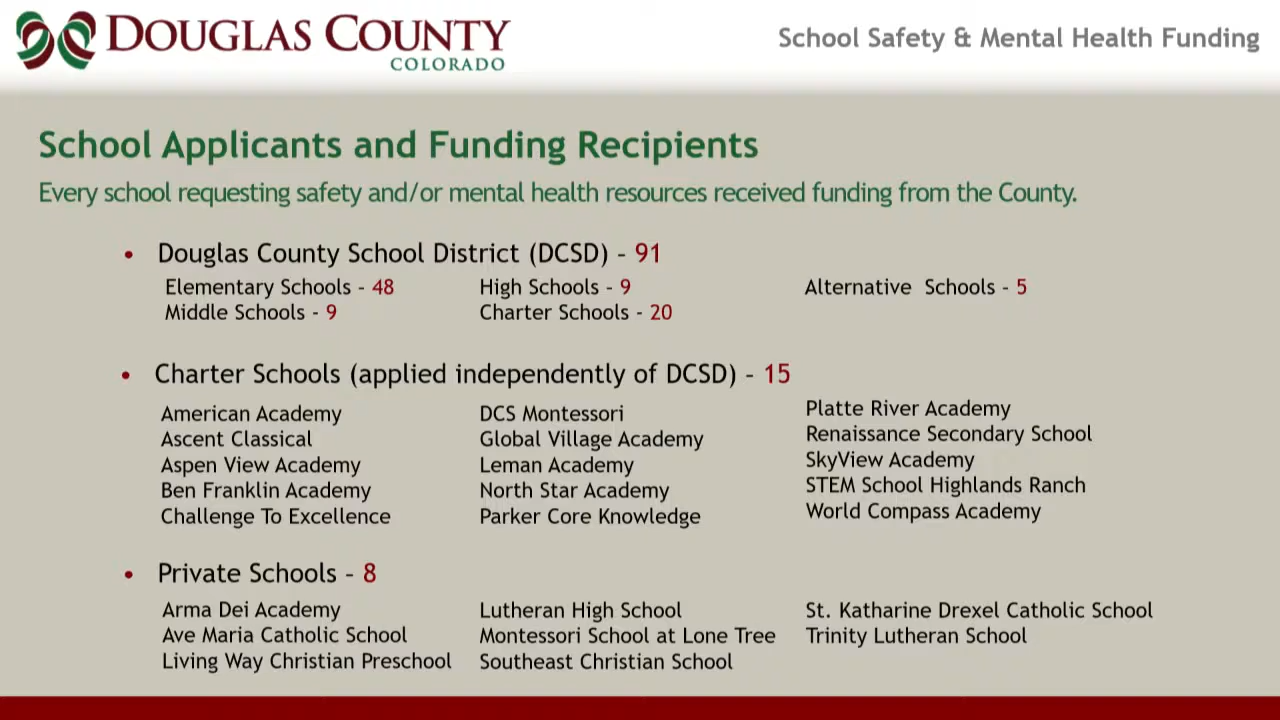 DOUGLAS COUNTY
COLORADO
School Safety & Mental Health Funding
School Applicants and Funding Recipients
Every school requesting safety and/or mental health resources received funding from the County.
• Douglas County School District (DCSD) – 91
Elementary Schools - 48
Middle Schools - 9
High Schools - 9
Charter Schools - 20
Alternative Schools - 5
• Charter Schools (applied independently of DCSD) – 15
American Academy
Ascent Classical
Aspen View Academy
Ben Franklin Academy
Challenge To Excellence
DCS Montessori
Global Village Academy
Leman Academy
North Star Academy
Parker Core Knowledge
Platte River Academy
Renaissance Secondary School
SkyView Academy
STEM School Highlands Ranch
World Compass Academy
• Private Schools – 8
Arma Dei Academy
Ave Maria Catholic School
Living Way Christian Preschool
Lutheran High School
Montessori School at Lone Tree
Southeast Christian School
St. Katharine Drexel Catholic School
Trinity Lutheran School